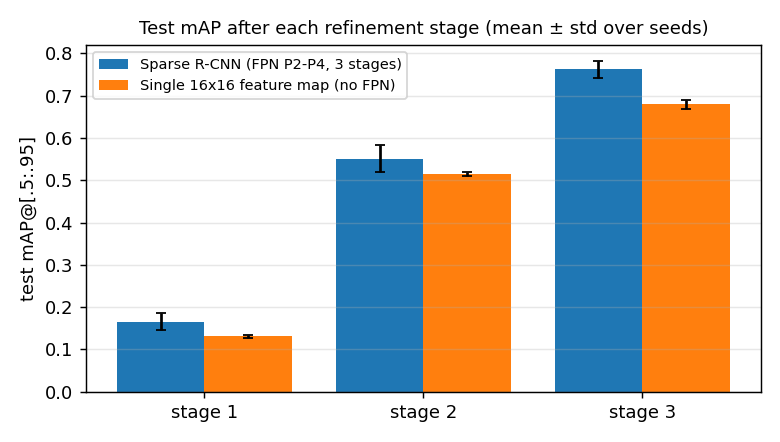 Test mAP after each refinement stage (mean ± std over seeds)
Sparse R-CNN (FPN P2-P4, 3 stages)
Single 16x16 feature map (no FPN)
test mAP@[.5:.95]
0.8
0.7
0.6
0.5
0.4
0.3
0.2
0.1
0.0
stage 1 stage 2 stage 3